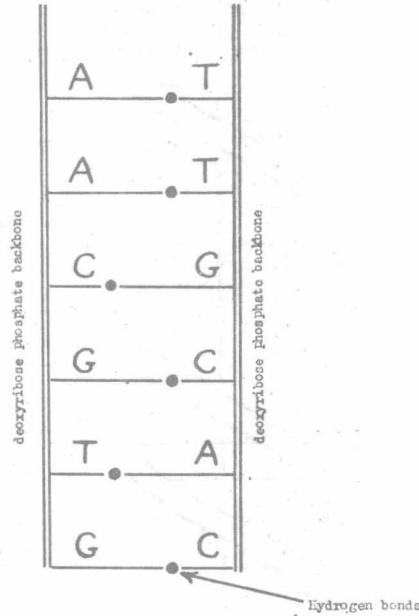 A T
A T
C G
G C
T A
G C
deoxyribose phosphate backbone
deoxyribose phosphate backbone
Hydrogen bonds